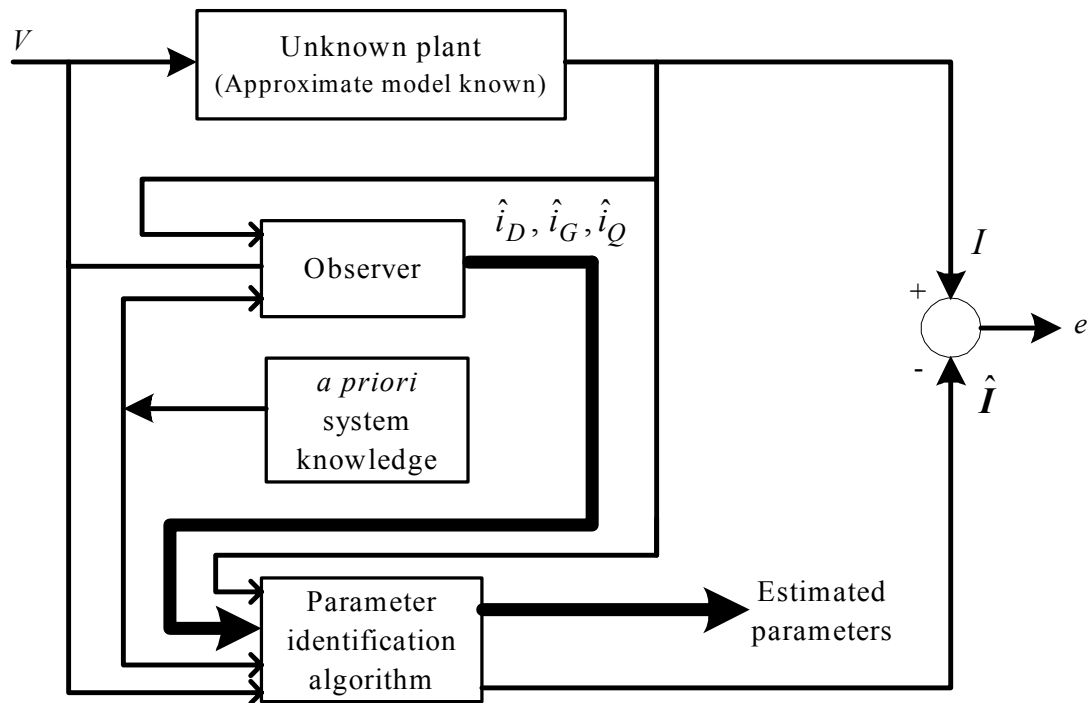 V
Unknown plant
(Approximate model known)
î_D, î_G, î_Q
Observer
I
+
e
-
Î
a priori
system
knowledge
Parameter
identification
algorithm
Estimated
parameters